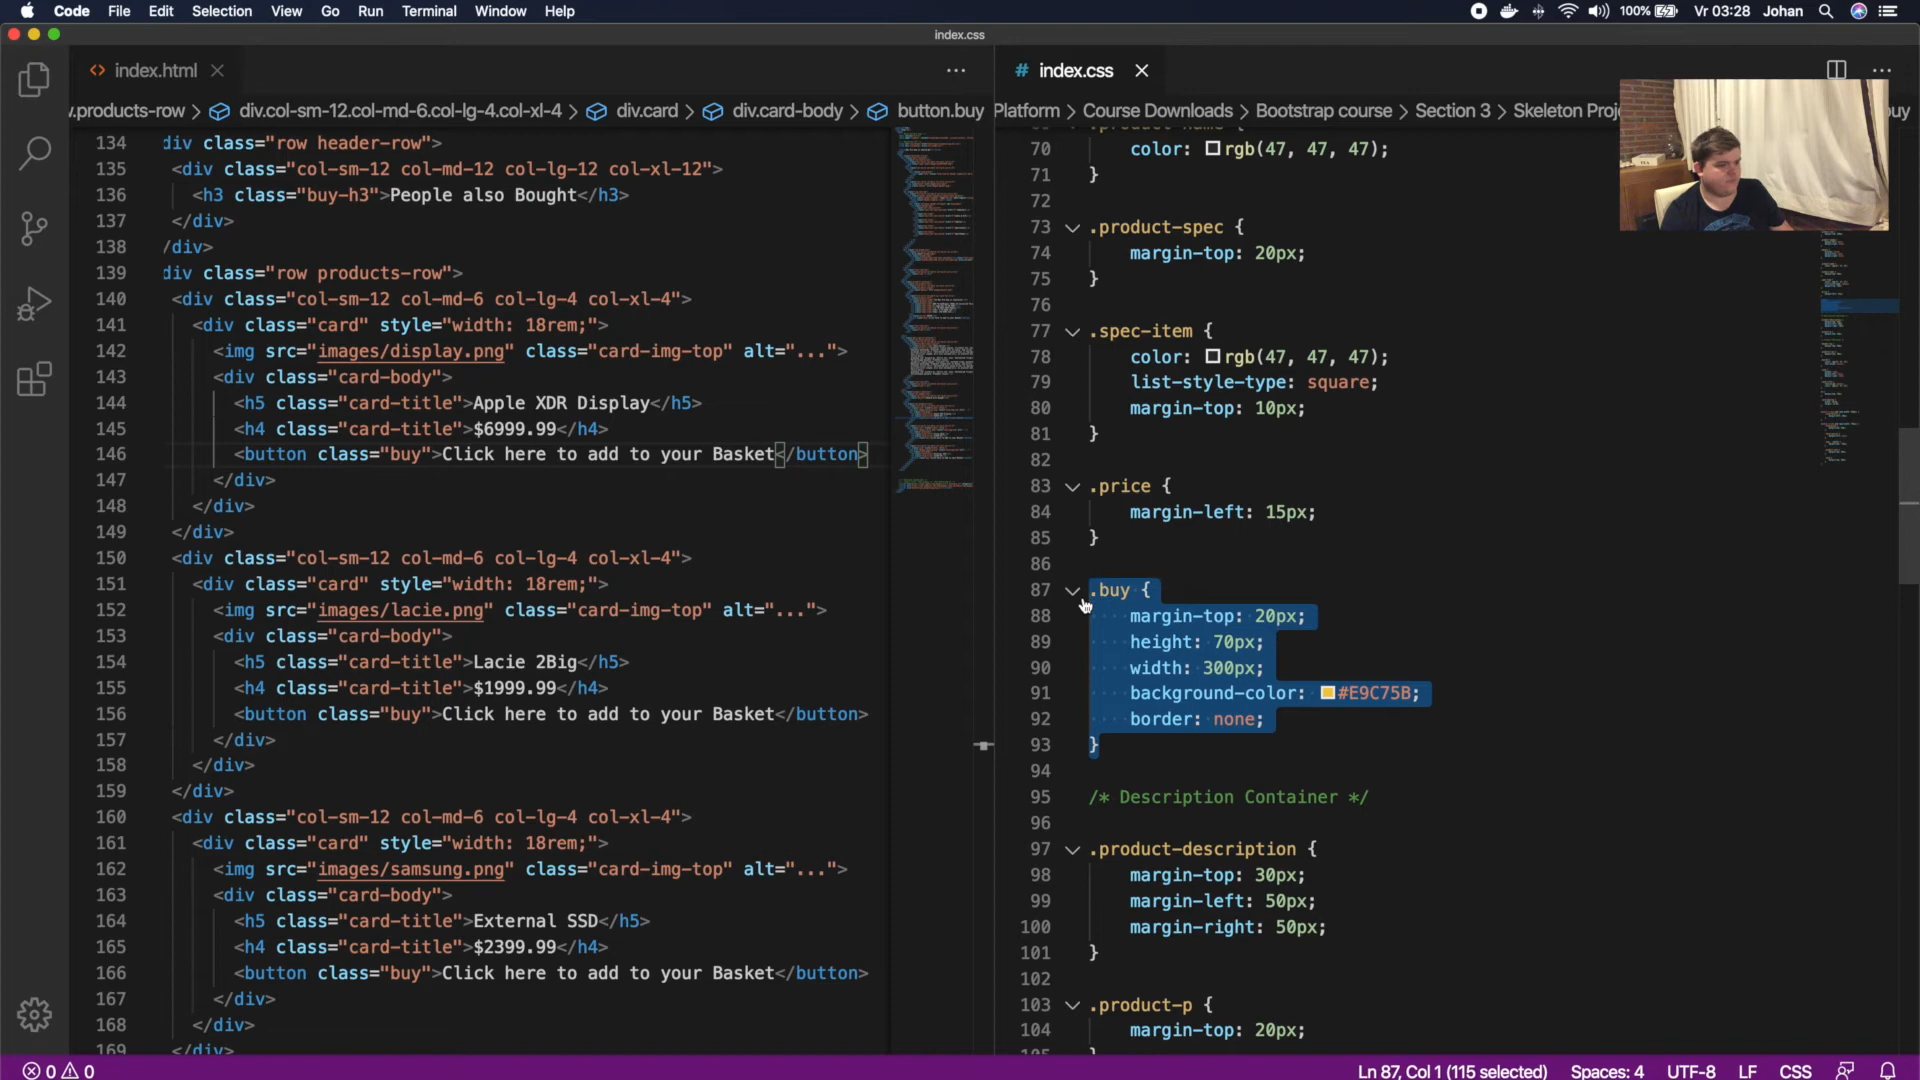 Code File Edit Selection View Go Run Terminal Window Help 100% Vr 03:28 Johan
index.css
index.html
.products-row > div.col-sm-12.col-md-6.col-lg-4.col-xl-4 > div.card > div.card-body > button.buy
134 div class="row header-row">
135 <div class="col-sm-12 col-md-12 col-lg-12 col-xl-12">
136 <h3 class="buy-h3">People also Bought</h3>
137 </div>
138 /div>
139 div class="row products-row">
140 <div class="col-sm-12 col-md-6 col-lg-4 col-xl-4">
141 <div class="card" style="width: 18rem;">
142 <img src="images/display.png" class="card-img-top" alt="...">
143 <div class="card-body">
144 <h5 class="card-title">Apple XDR Display</h5>
145 <h4 class="card-title">$6999.99</h4>
146 <button class="buy">Click here to add to your Basket</button>
147 </div>
148 </div>
149 </div>
150 <div class="col-sm-12 col-md-6 col-lg-4 col-xl-4">
151 <div class="card" style="width: 18rem;">
152 <img src="images/lacie.png" class="card-img-top" alt="...">
153 <div class="card-body">
154 <h5 class="card-title">Lacie 2Big</h5>
155 <h4 class="card-title">$1999.99</h4>
156 <button class="buy">Click here to add to your Basket</button>
157 </div>
158 </div>
159 </div>
160 <div class="col-sm-12 col-md-6 col-lg-4 col-xl-4">
161 <div class="card" style="width: 18rem;">
162 <img src="images/samsung.png" class="card-img-top" alt="...">
163 <div class="card-body">
164 <h5 class="card-title">External SSD</h5>
165 <h4 class="card-title">$2399.99</h4>
166 <button class="buy">Click here to add to your Basket</button>
167 </div>
168 </div>
169 </div>
# index.css
Platform > Course Downloads > Bootstrap course > Section 3 > Skeleton Proj uy
.product-name {
70 color: rgb(47, 47, 47);
71 }
72
73 .product-spec {
74 margin-top: 20px;
75 }
76
77 .spec-item {
78 color: rgb(47, 47, 47);
79 list-style-type: square;
80 margin-top: 10px;
81 }
82
83 .price {
84 margin-left: 15px;
85 }
86
87 .buy {
88 margin-top: 20px;
89 height: 70px;
90 width: 300px;
91 background-color: #E9C75B;
92 border: none;
93 }
94
95 /* Description Container */
96
97 .product-description {
98 margin-top: 30px;
99 margin-left: 50px;
100 margin-right: 50px;
101 }
102
103 .product-p {
104 margin-top: 20px;
0 0 Ln 87, Col 1 (115 selected) Spaces: 4 UTF-8 LF CSS